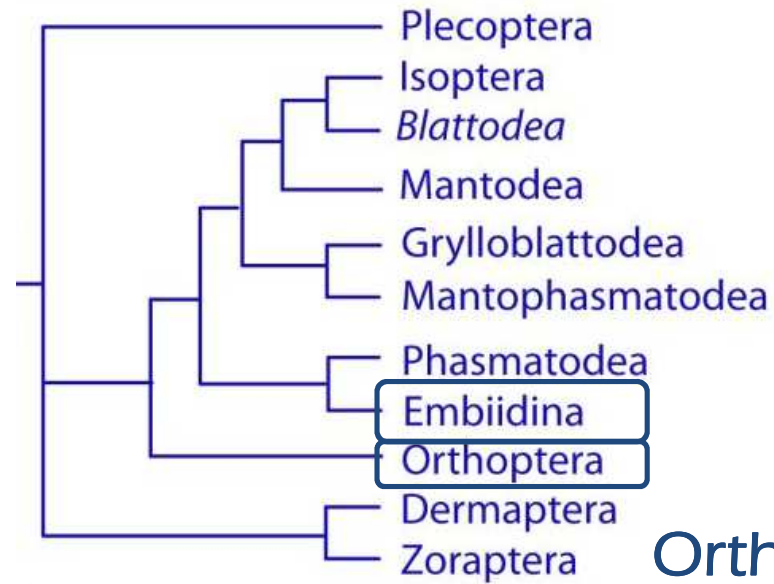 Plecoptera
Isoptera
Blattodea
Mantodea
Grylloblattodea
Mantophasmatodea
Phasmatodea
Embiidina
Orthoptera
Dermaptera
Zoraptera
Orth